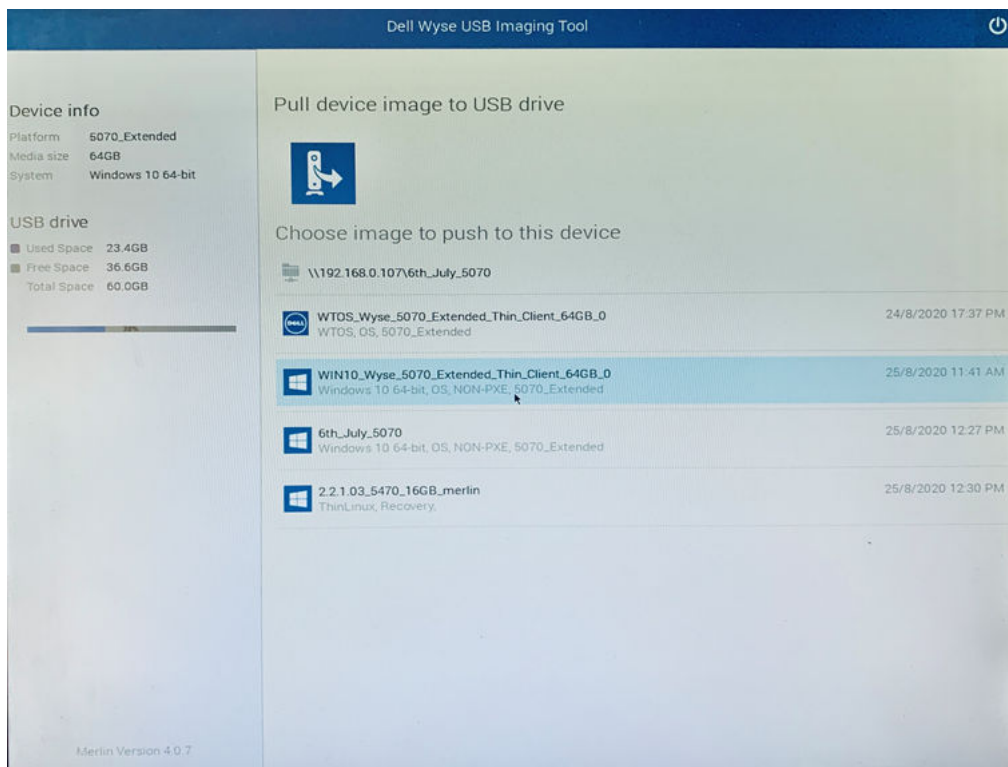 Dell Wyse USB Imaging Tool
Device info
Platform 5070_Extended
Media size 64GB
System Windows 10 64-bit
USB drive
Used Space 23.4GB
Free Space 36.6GB
Total Space 60.0GB
Pull device image to USB drive
Choose image to push to this device
\\192.168.0.107\6th_July_5070
DELL
WTOS_Wyse_5070_Extended_Thin_Client_64GB_0 24/8/2020 17:37 PM
WTOS, OS, 5070_Extended
WIN10_Wyse_5070_Extended_Thin_Client_64GB_0 25/8/2020 11:41 AM
Windows 10 64-bit, OS, NON-PXE, 5070_Extended
6th_July_5070 25/8/2020 12:27 PM
Windows 10 64-bit, OS, NON-PXE, 5070_Extended
2.2.1.03_5470_16GB_merlin 25/8/2020 12:30 PM
ThinLinux, Recovery,
Merlin Version 4.0.7